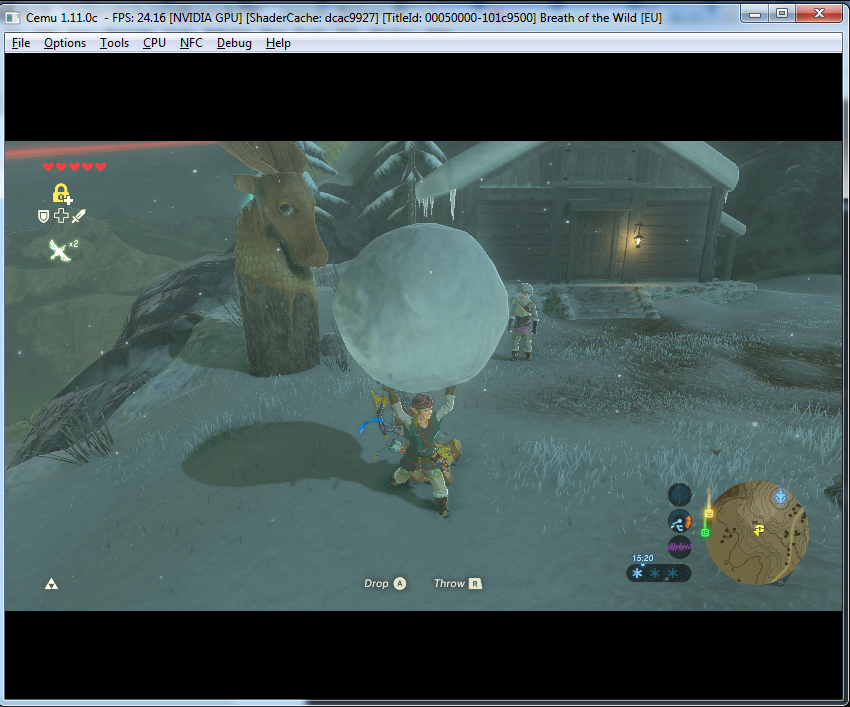 Cemu 1.11.0c - FPS: 24.16 [NVIDIA GPU] [ShaderCache: dcac9927] [TitleId: 00050000-101c9500] Breath of the Wild [EU]
File Options Tools CPU NFC Debug Help
×2
15:20
Drop A Throw R